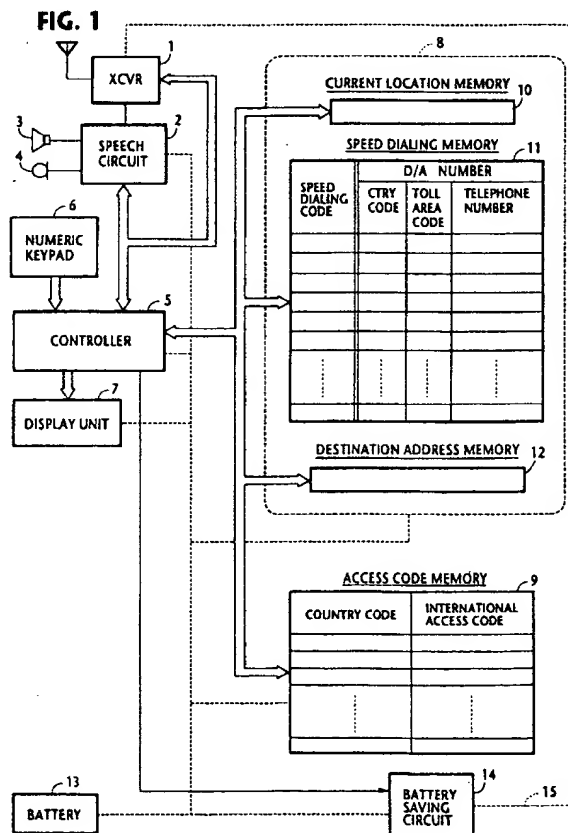 FIG. 1
1
XCVR
2
SPEECH
CIRCUIT
3
4
6
NUMERIC
KEYPAD
5
CONTROLLER
7
DISPLAY UNIT
8
CURRENT LOCATION MEMORY
10
SPEED DIALING MEMORY
11
D/A NUMBER
SPEED
DIALING
CODE
CTRY
CODE
TOLL
AREA
CODE
TELEPHONE
NUMBER
DESTINATION ADDRESS MEMORY
12
ACCESS CODE MEMORY
9
COUNTRY CODE
INTERNATIONAL
ACCESS CODE
13
BATTERY
14
BATTERY
SAVING
CIRCUIT
15